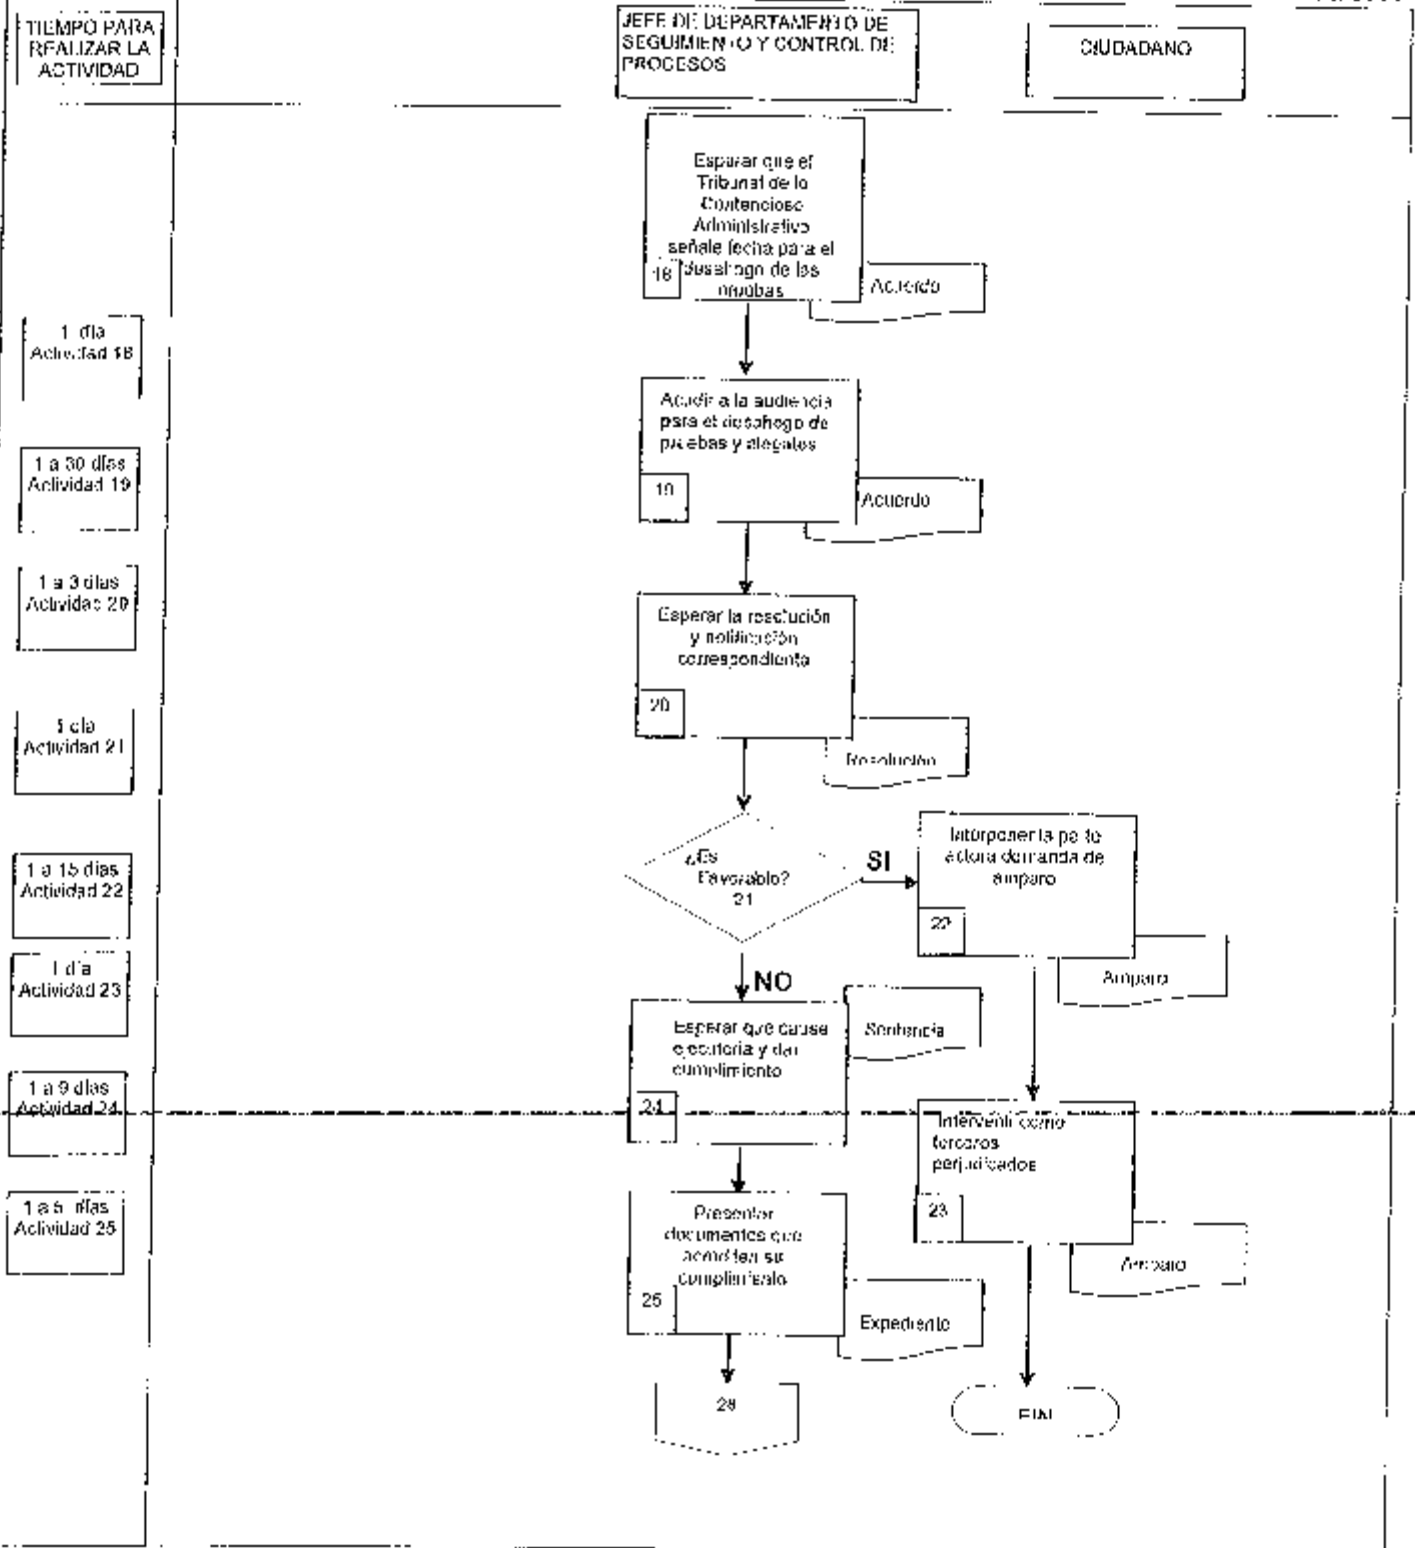 TIEMPO PARA
REALIZAR LA
ACTIVIDAD
JEFE DE DEPARTAMENTO DE
SEGUIMIENTO Y CONTROL DE
PROCESOS
CIUDADANO
Esperar que el
Tribunal de lo
Contencioso
Administrativo
señale fecha para el
desahogo de las
pruebas
18
Acuerdo
1 día
Actividad 18
Acudir a la audiencia
para el desahogo de
pruebas y alegatos
19
Acuerdo
1 a 30 días
Actividad 19
1 a 3 días
Actividad 20
Esperar la resolución
y notificación
correspondiente
20
Resolución
1 día
Actividad 21
¿Es
Favorable?
21
SI
Interponer la parte
actora demanda de
amparo
22
Amparo
1 a 15 días
Actividad 22
1 día
Actividad 23
NO
Esperar que cause
ejecutoria y dar
cumplimiento
24
Sentencia
1 a 9 días
Actividad 24
Intervenir como
terceros
perjudicados
23
Amparo
1 a 5 días
Actividad 25
Presentar
documentos que
acrediten su
cumplimiento
25
Expediente
FIN